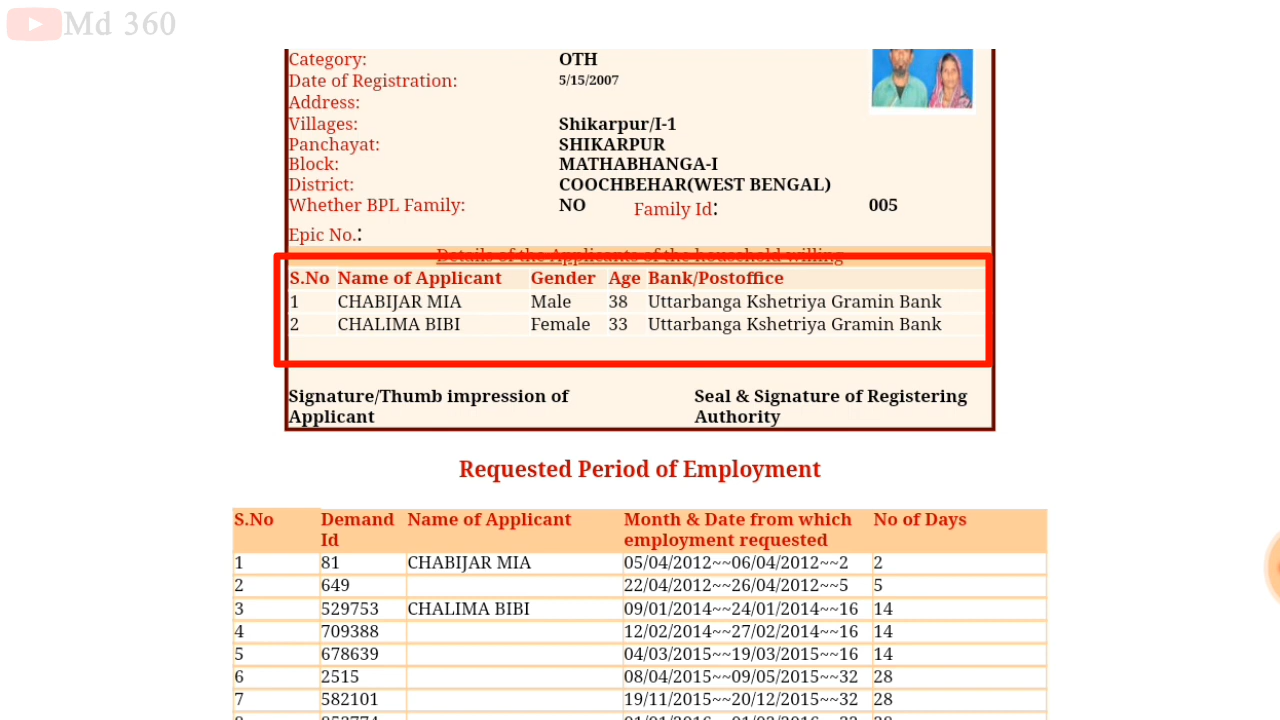 Md 360
Category: OTH
Date of Registration: 5/15/2007
Address:
Villages: Shikarpur/I-1
Panchayat: SHIKARPUR
Block: MATHABHANGA-I
District: COOCHBEHAR(WEST BENGAL)
Whether BPL Family: NO Family Id: 005
Epic No.:
Details of the Applicants of the household willing
S.No Name of Applicant Gender Age Bank/Postoffice
1 CHABIJAR MIA Male 38 Uttarbanga Kshetriya Gramin Bank
2 CHALIMA BIBI Female 33 Uttarbanga Kshetriya Gramin Bank
Signature/Thumb impression of Applicant
Seal & Signature of Registering Authority
Requested Period of Employment
S.No Demand Id Name of Applicant Month & Date from which employment requested No of Days
1 81 CHABIJAR MIA 05/04/2012~~06/04/2012~~2 2
2 649 22/04/2012~~26/04/2012~~5 5
3 529753 CHALIMA BIBI 09/01/2014~~24/01/2014~~16 14
4 709388 12/02/2014~~27/02/2014~~16 14
5 678639 04/03/2015~~19/03/2015~~16 14
6 2515 08/04/2015~~09/05/2015~~32 28
7 582101 19/11/2015~~20/12/2015~~32 28